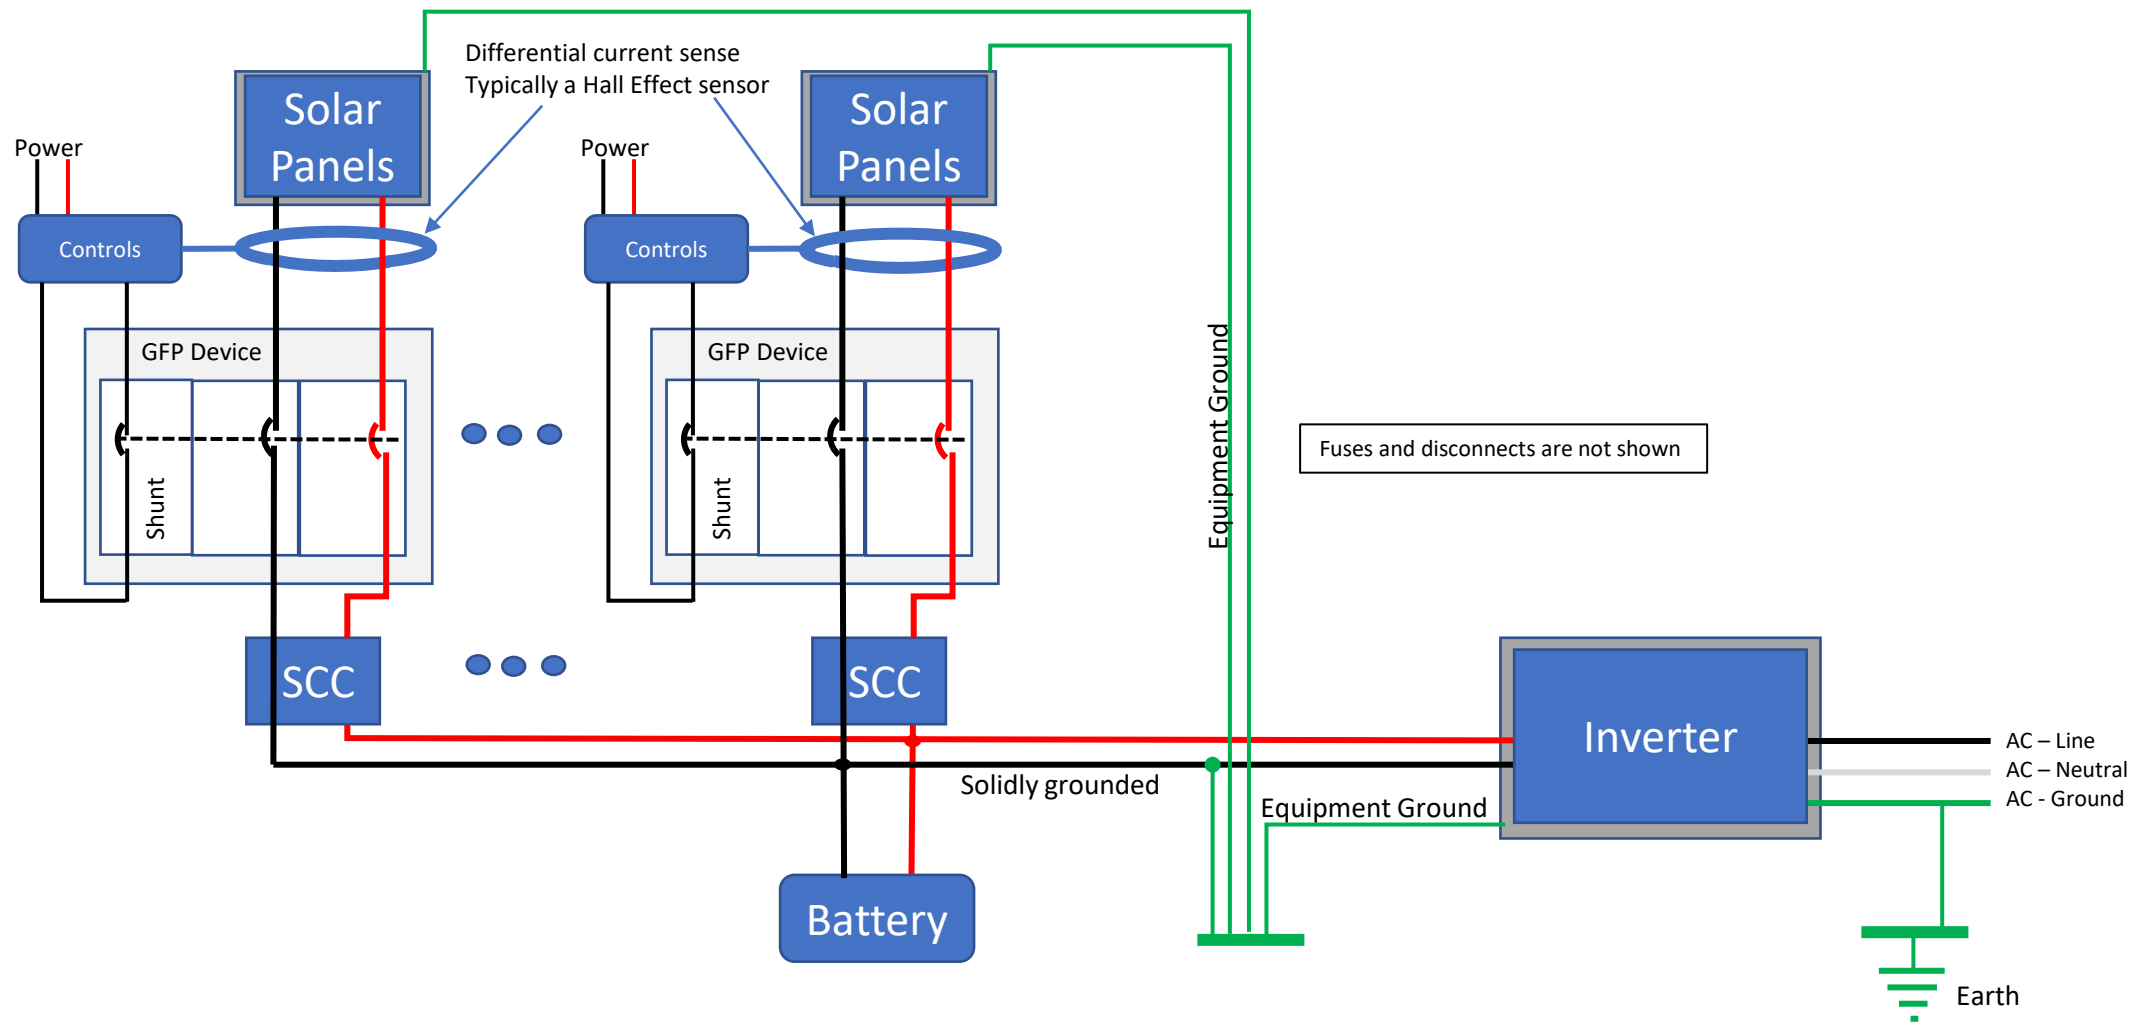 Differential current sense
Typically a Hall Effect sensor
Solar
Panels
Solar
Panels
Power
Power
Controls
Controls
GFP Device
GFP Device
Shunt
Shunt
Equipment Ground
Fuses and disconnects are not shown
SCC
SCC
Inverter
AC – Line
AC – Neutral
AC - Ground
Solidly grounded
Equipment Ground
Battery
Earth